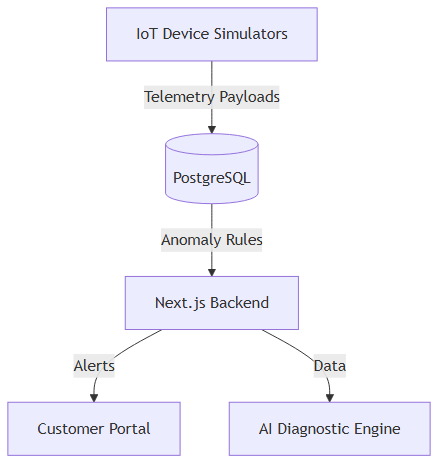 IoT Device Simulators
Telemetry Payloads
PostgreSQL
Anomaly Rules
Next.js Backend
Alerts
Data
Customer Portal
AI Diagnostic Engine